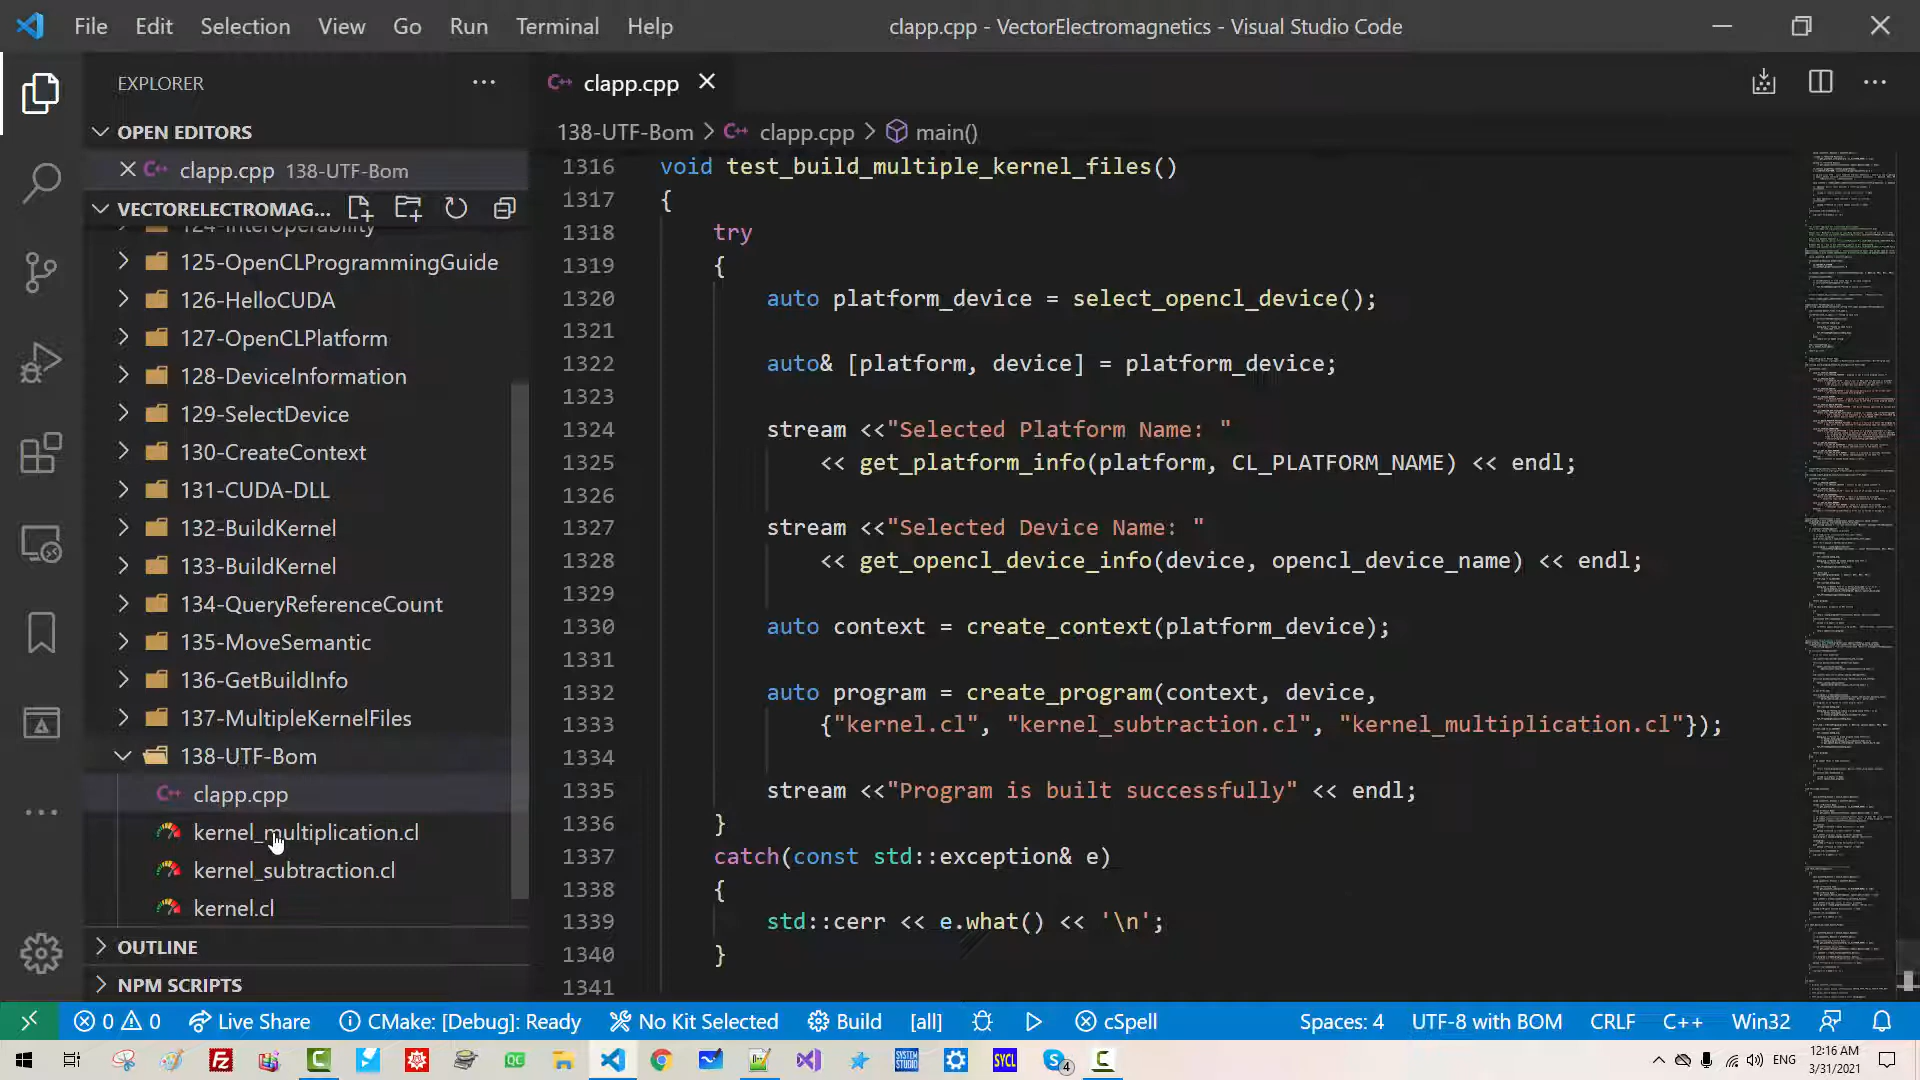 File Edit Selection View Go Run Terminal Help
clapp.cpp - VectorElectromagnetics - Visual Studio Code
EXPLORER
OPEN EDITORS
clapp.cpp 138-UTF-Bom
VECTORELECTROMAG...
124-Interoperability
125-OpenCLProgrammingGuide
126-HelloCUDA
127-OpenCLPlatform
128-DeviceInformation
129-SelectDevice
130-CreateContext
131-CUDA-DLL
132-BuildKernel
133-BuildKernel
134-QueryReferenceCount
135-MoveSemantic
136-GetBuildInfo
137-MultipleKernelFiles
138-UTF-Bom
clapp.cpp
kernel_multiplication.cl
kernel_subtraction.cl
kernel.cl
OUTLINE
NPM SCRIPTS
clapp.cpp
138-UTF-Bom > clapp.cpp > main()
1316 void test_build_multiple_kernel_files()
1317 {
1318 try
1319 {
1320 auto platform_device = select_opencl_device();
1321
1322 auto& [platform, device] = platform_device;
1323
1324 stream <<"Selected Platform Name: "
1325 << get_platform_info(platform, CL_PLATFORM_NAME) << endl;
1326
1327 stream <<"Selected Device Name: "
1328 << get_opencl_device_info(device, opencl_device_name) << endl;
1329
1330 auto context = create_context(platform_device);
1331
1332 auto program = create_program(context, device,
1333 {"kernel.cl", "kernel_subtraction.cl", "kernel_multiplication.cl"});
1334
1335 stream <<"Program is built successfully" << endl;
1336 }
1337 catch(const std::exception& e)
1338 {
1339 std::cerr << e.what() << '\n';
1340 }
1341
0 0 Live Share CMake: [Debug]: Ready No Kit Selected Build [all] cSpell Spaces: 4 UTF-8 with BOM CRLF C++ Win32
QC SYSTEM STUDIO SYCL 4 ENG 12:16 AM
3/31/2021